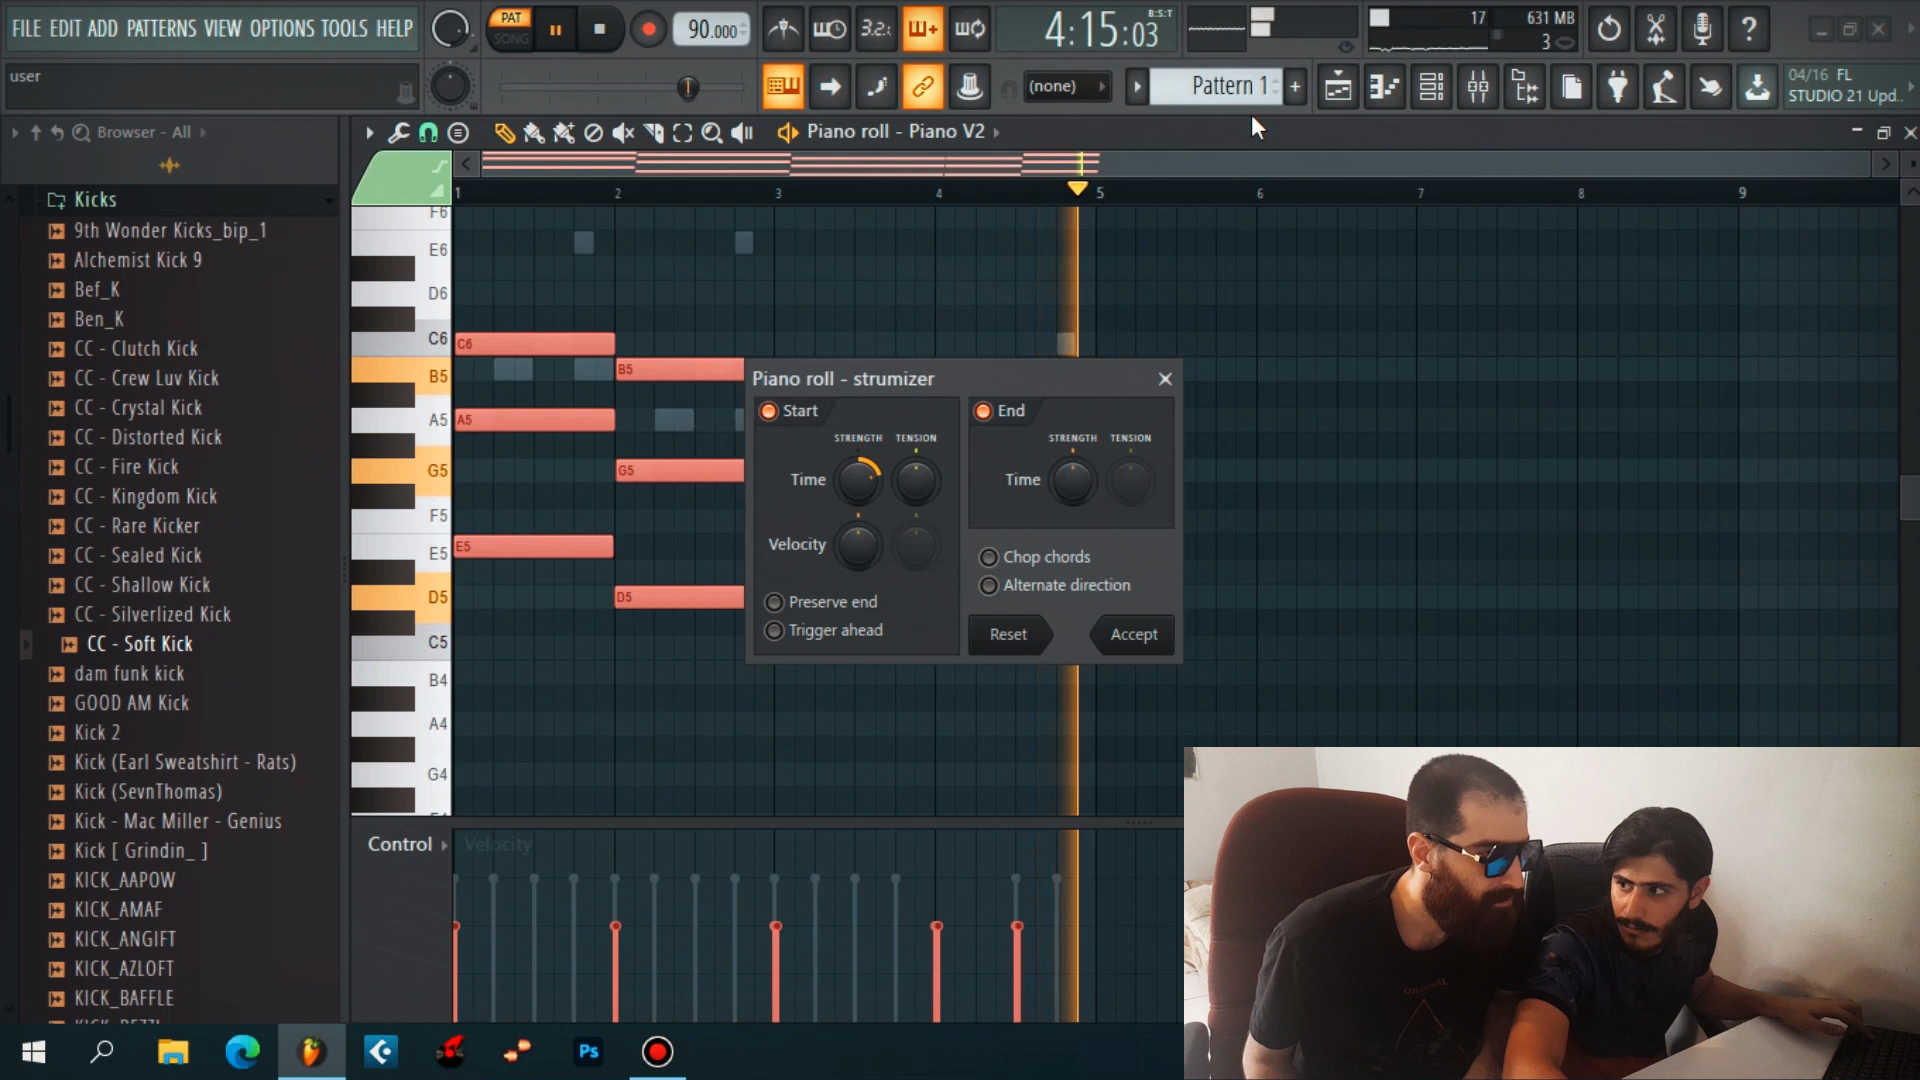 FILE EDIT ADD PATTERNS VIEW OPTIONS TOOLS HELP
PAT
SONG
90.000
3.2
4:15:03
B:S:T
17
631 MB
3
user
(none)
Pattern 1
+
04/16 FL
STUDIO 21 Upd..
Browser - All
Piano roll - Piano V2
Kicks
9th Wonder Kicks_bip_1
Alchemist Kick 9
Bef_K
Ben_K
CC - Clutch Kick
CC - Crew Luv Kick
CC - Crystal Kick
CC - Distorted Kick
CC - Fire Kick
CC - Kingdom Kick
CC - Rare Kicker
CC - Sealed Kick
CC - Shallow Kick
CC - Silverlized Kick
CC - Soft Kick
dam funk kick
GOOD AM Kick
Kick 2
Kick (Earl Sweatshirt - Rats)
Kick (SevnThomas)
Kick - Mac Miller - Genius
Kick [ Grindin_ ]
KICK_AAPOW
KICK_AMAF
KICK_ANGIFT
KICK_AZLOFT
KICK_BAFFLE
1 2 3 4 5 6 7 8 9
F6
E6
D6
C6
B5
A5
G5
F5
E5
D5
C5
B4
A4
G4
C6
B5
A5
G5
E5
D5
Piano roll - strumizer
Start
STRENGTH TENSION
Time
Velocity
Preserve end
Trigger ahead
End
STRENGTH TENSION
Time
Chop chords
Alternate direction
Reset
Accept
Control
Velocity
ORIGINAL
Ps